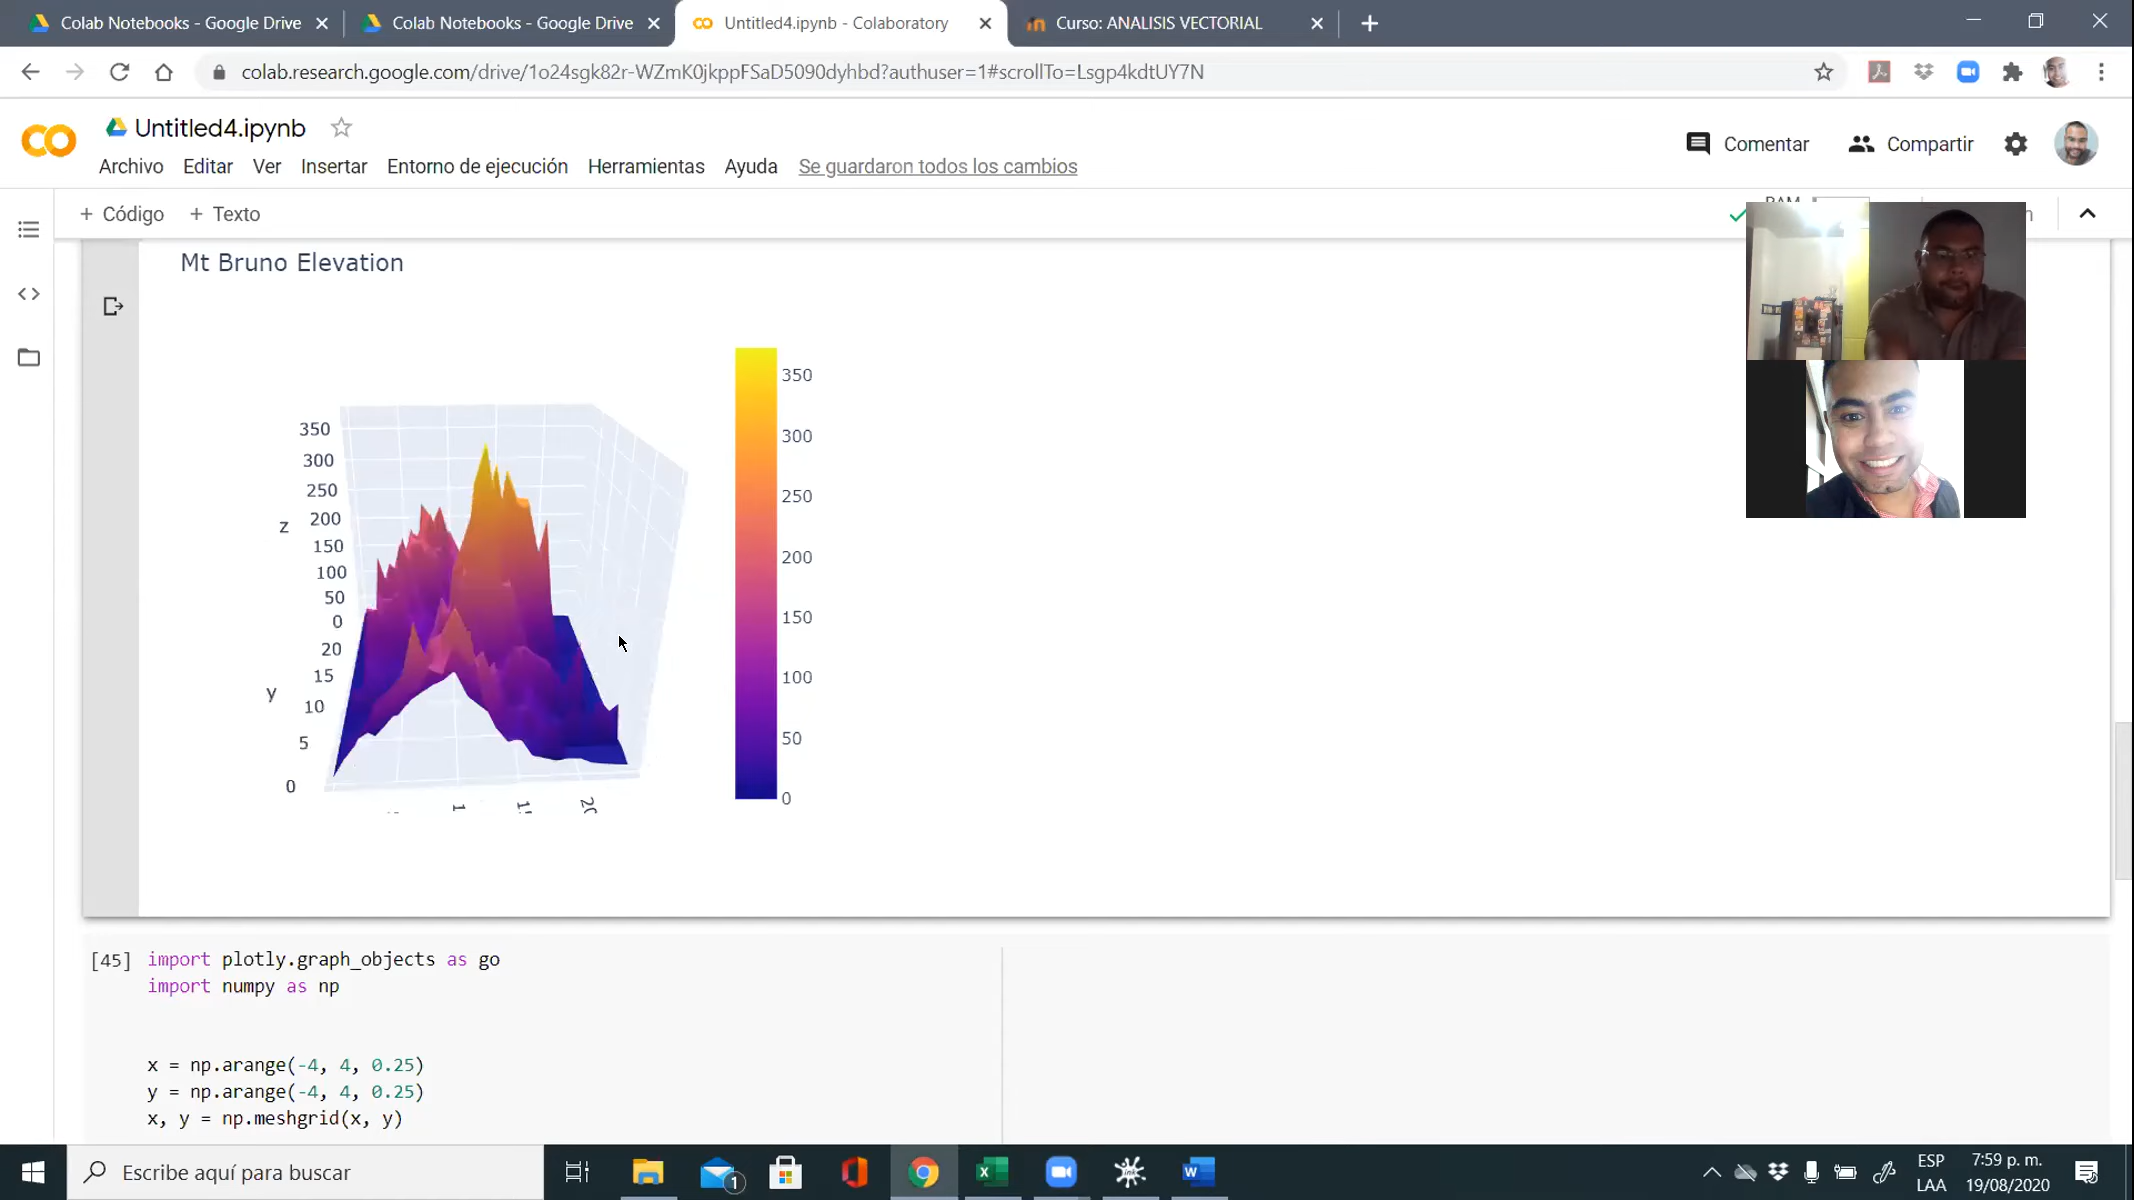 Colab Notebooks - Google Drive
Colab Notebooks - Google Drive
Untitled4.ipynb - Colaboratory
Curso: ANALISIS VECTORIAL
colab.research.google.com/drive/1o24sgk82r-WZmK0jkppFSaD5090dyhbd?authuser=1#scrollTo=Lsgp4kdtUY7N
Untitled4.ipynb
Comentar
Compartir
Archivo Editar Ver Insertar Entorno de ejecución Herramientas Ayuda Se guardaron todos los cambios
+ Código + Texto
Mt Bruno Elevation
350
300
250
200
150
100
50
0
z
20
15
10
5
0
y
20
350
300
250
200
150
100
50
0
[45] import plotly.graph_objects as go
import numpy as np
x = np.arange(-4, 4, 0.25)
y = np.arange(-4, 4, 0.25)
x, y = np.meshgrid(x, y)
Escribe aquí para buscar
1
ESP
LAA
7:59 p. m.
19/08/2020